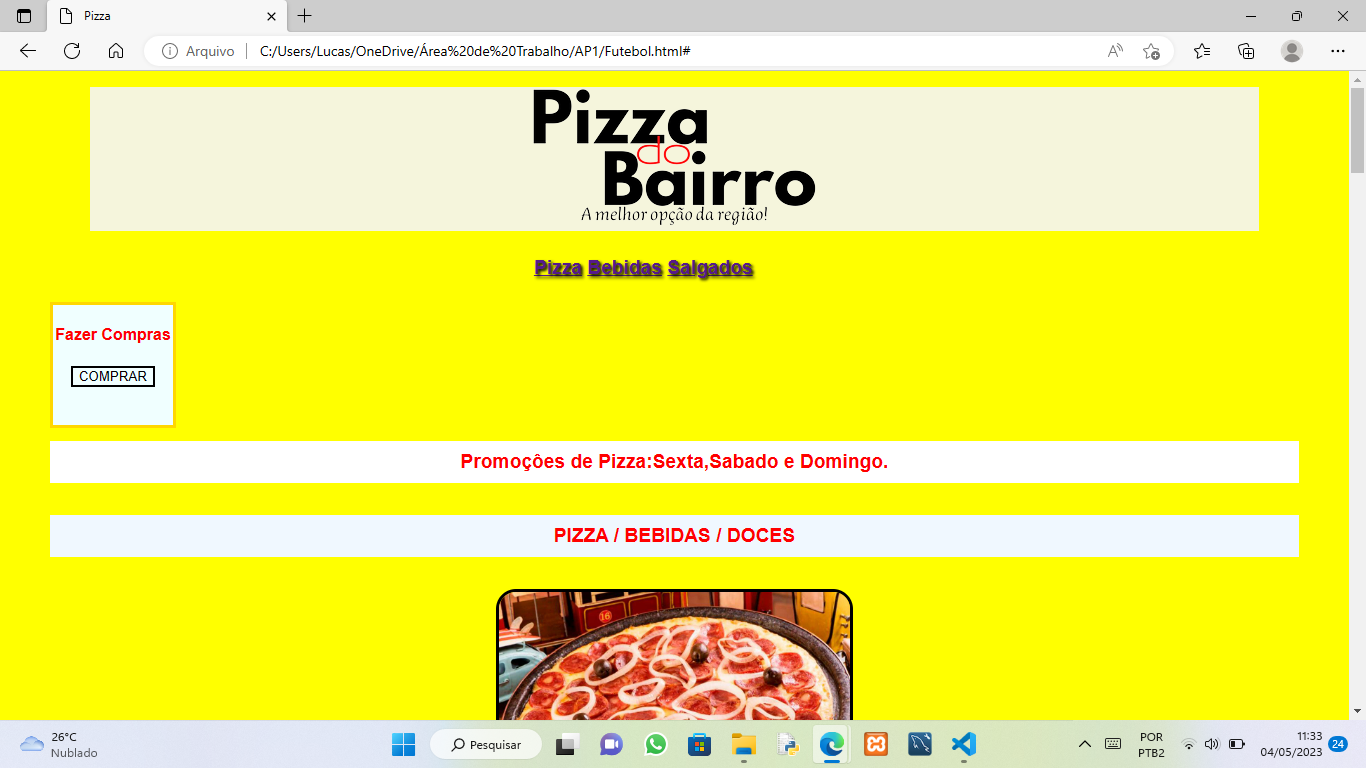 Pizza
Arquivo
C:/Users/Lucas/OneDrive/Área%20de%20Trabalho/AP1/Futebol.html#
Pizza
do
Bairro
A melhor opção da região!
Pizza Bebidas Salgados
Fazer Compras
COMPRAR
Promoções de Pizza:Sexta,Sabado e Domingo.
PIZZA / BEBIDAS / DOCES
16
26°C
Nublado
Pesquisar
POR
PTB2
11:33
04/05/2023
24